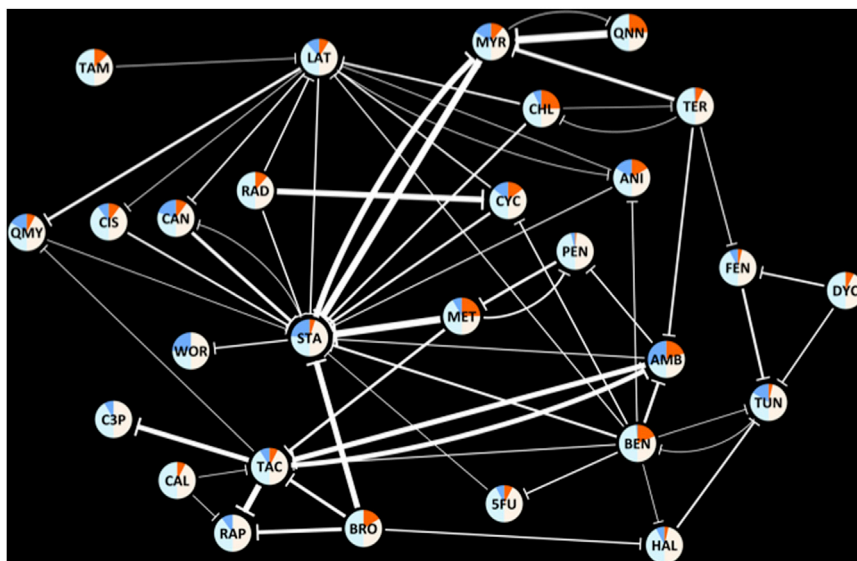 MYR
QNN
TAM
LAT
CHL
TER
RAD
ANI
CYC
CIS
CAN
QMY
PEN
FEN
DYC
MET
STA
WOR
AMB
TUN
C3P
BEN
TAC
CAL
5FU
RAP
BRO
HAL